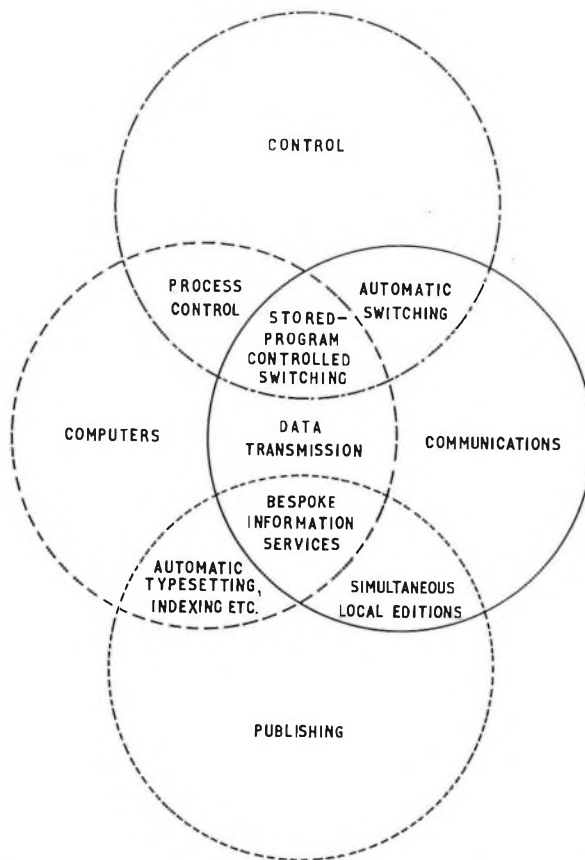 CONTROL
PROCESS
CONTROL
AUTOMATIC
SWITCHING
STORED-
PROGRAM
CONTROLLED
SWITCHING
COMPUTERS
DATA
TRANSMISSION
COMMUNICATIONS
BESPOKE
INFORMATION
SERVICES
AUTOMATIC
TYPESETTING,
INDEXING ETC.
SIMULTANEOUS
LOCAL EDITIONS
PUBLISHING